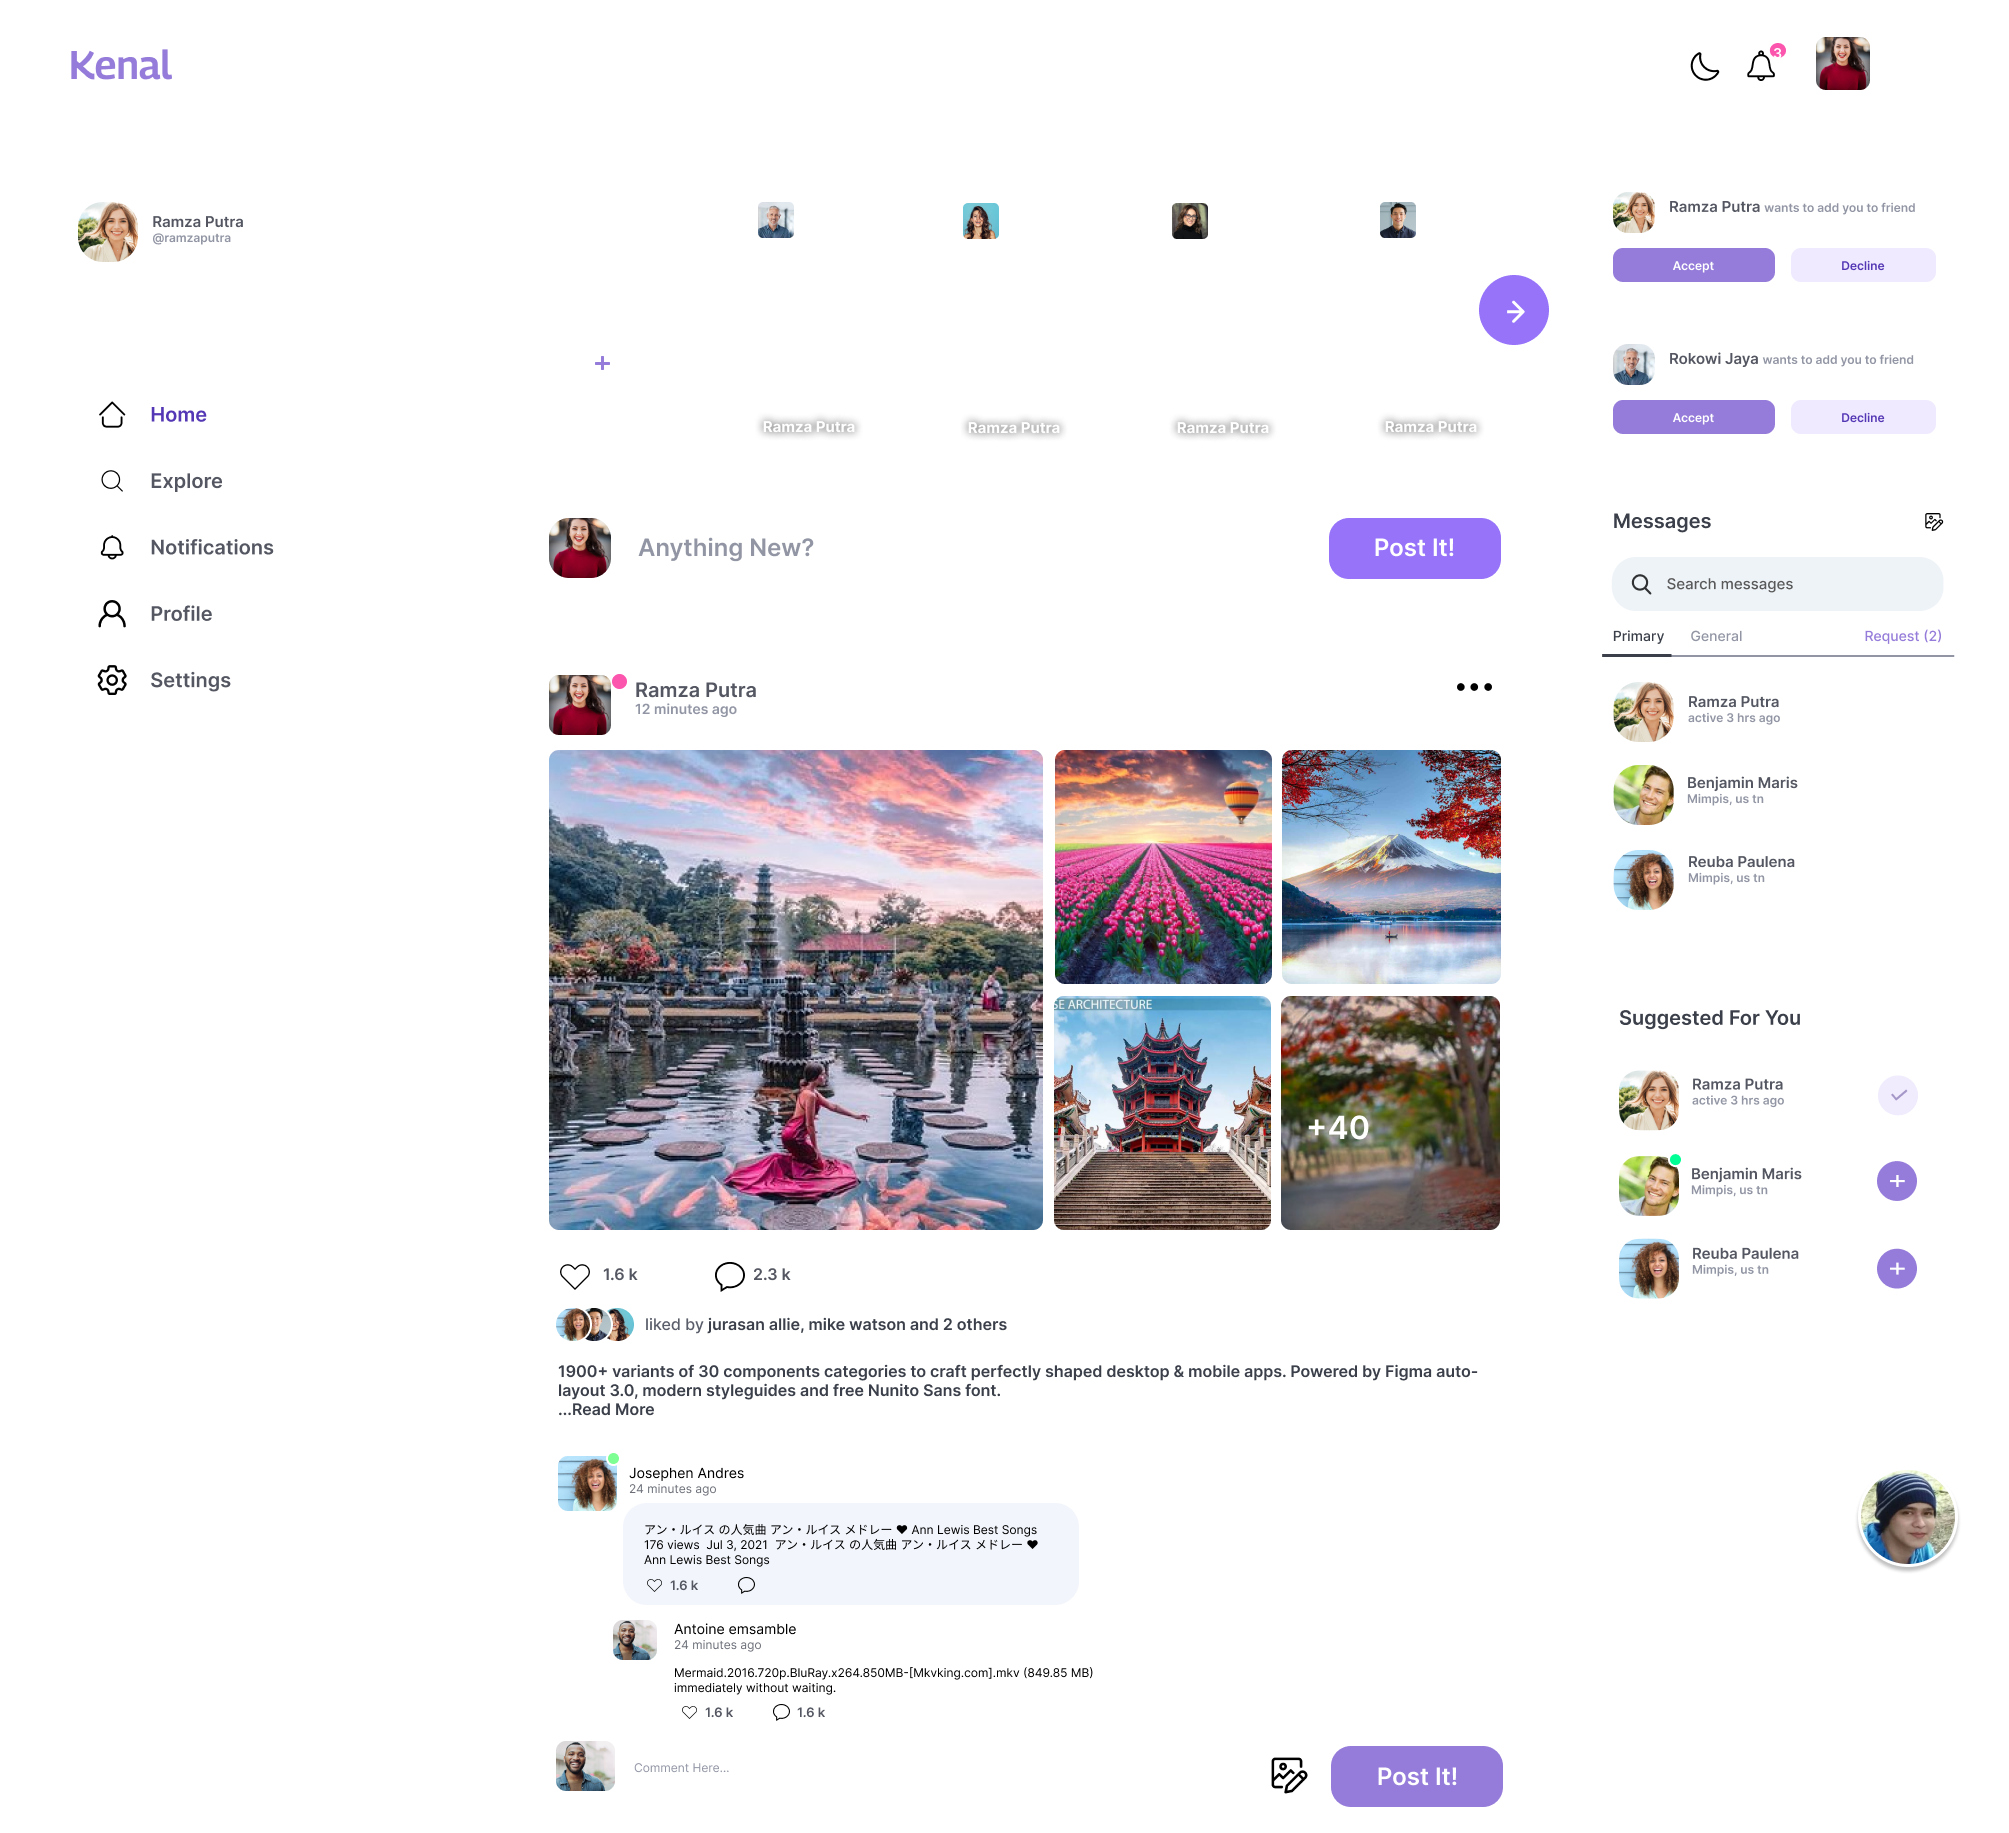 Kenal
3
Ramza Putra
@ramzaputra
Home
Explore
Notifications
Profile
Settings
Ramza Putra
Ramza Putra
Ramza Putra
Ramza Putra
Anything New?
Post It!
Ramza Putra
12 minutes ago
SE ARCHITECTURE
+40
1.6 k
2.3 k
liked by jurasan allie, mike watson and 2 others
1900+ variants of 30 components categories to craft perfectly shaped desktop & mobile apps. Powered by Figma auto-
layout 3.0, modern styleguides and free Nunito Sans font.
...Read More
Josephen Andres
24 minutes ago
アン・ルイス の人気曲 アン・ルイス メドレー ❤ Ann Lewis Best Songs
176 views  Jul 3, 2021  アン・ルイス の人気曲 アン・ルイス メドレー ❤
Ann Lewis Best Songs
1.6 k
Antoine emsamble
24 minutes ago
Mermaid.2016.720p.BluRay.x264.850MB-[Mkvking.com].mkv (849.85 MB)
immediately without waiting.
1.6 k
1.6 k
Comment Here...
Post It!
Ramza Putra wants to add you to friend
Accept
Decline
Rokowi Jaya wants to add you to friend
Accept
Decline
Messages
Search messages
Primary
General
Request (2)
Ramza Putra
active 3 hrs ago
Benjamin Maris
Mimpis, us tn
Reuba Paulena
Mimpis, us tn
Suggested For You
Ramza Putra
active 3 hrs ago
Benjamin Maris
Mimpis, us tn
Reuba Paulena
Mimpis, us tn